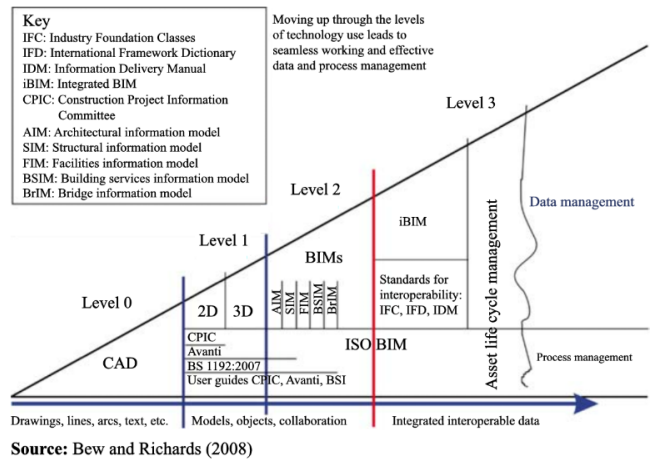 Key
IFC: Industry Foundation Classes
IFD: International Framework Dictionary
IDM: Information Delivery Manual
iBIM: Integrated BIM
CPIC: Construction Project Information
Committee
AIM: Architectural information model
SIM: Structural information model
FIM: Facilities information model
BSIM: Building services information model
BrIM: Bridge information model
Moving up through the levels
of technology use leads to
seamless working and effective
data and process management
Level 3
Level 2
Level 1
Level 0
Data management
iBIM
BIMs
Asset life cycle management
2D
3D
AIM
SIM
FIM
BSIM
BrIM
Standards for
interoperability:
IFC, IFD, IDM
CPIC
Avanti
BS 1192:2007
User guides CPIC, Avanti, BSI
ISO BIM
CAD
Process management
Drawings, lines, arcs, text, etc.
Models, objects, collaboration
Integrated interoperable data
Source: Bew and Richards (2008)